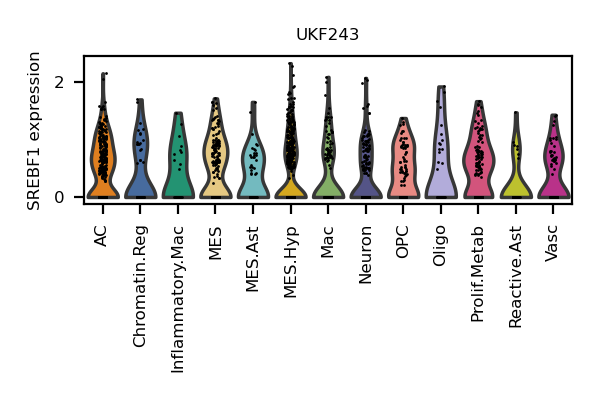 UKF243
SREBF1 expression
2
0
AC
Chromatin.Reg
Inflammatory.Mac
MES
MES.Ast
MES.Hyp
Mac
Neuron
OPC
Oligo
Prolif.Metab
Reactive.Ast
Vasc